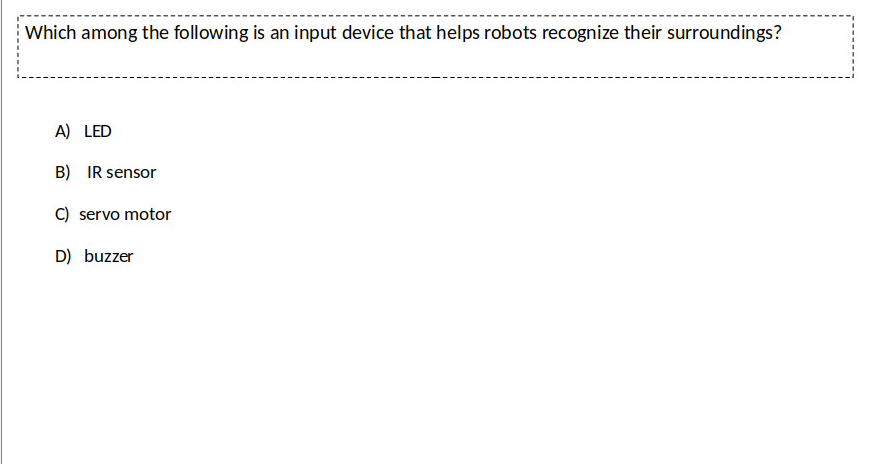 Which among the following is an input device that helps robots recognize their surroundings?
A) LED
B) IR sensor
C) servo motor
D) buzzer